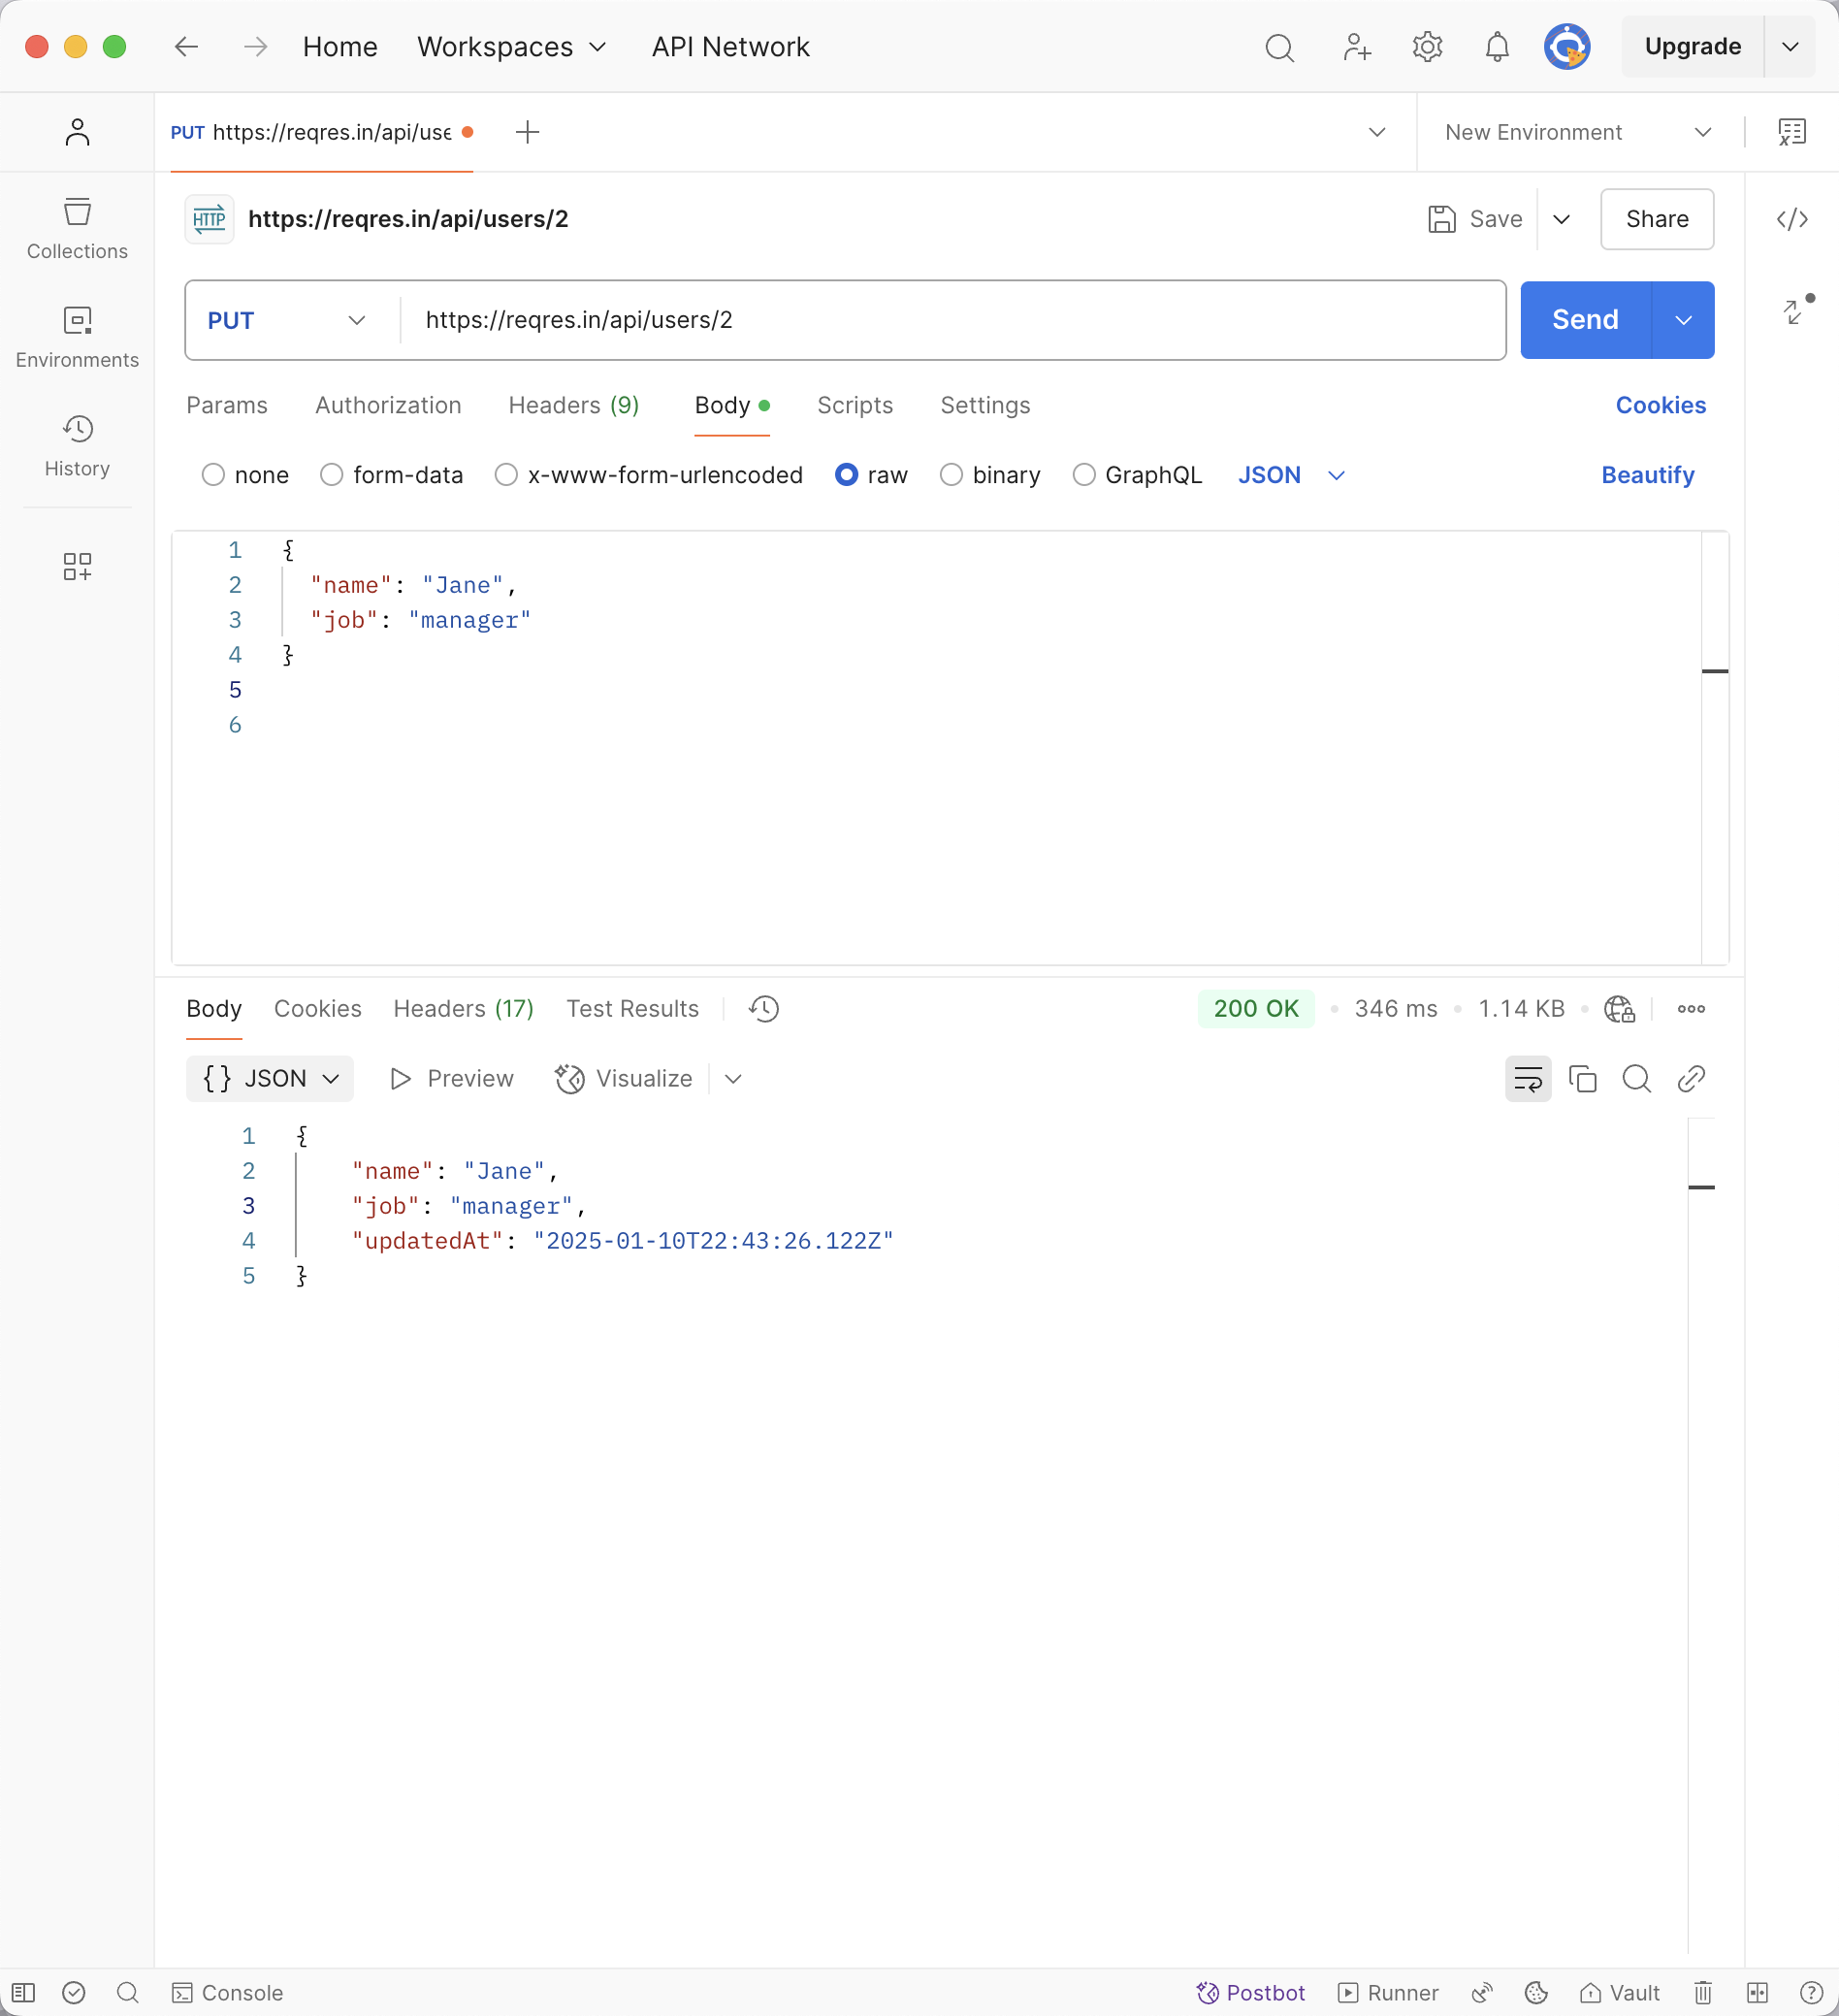 Home Workspaces API Network Upgrade
PUT https://reqres.in/api/use New Environment
HTTP https://reqres.in/api/users/2 Save Share
Collections
PUT https://reqres.in/api/users/2 Send
Environments
Params Authorization Headers (9) Body Scripts Settings Cookies
History
none form-data x-www-form-urlencoded raw binary GraphQL JSON Beautify
1 {
2 "name": "Jane",
3 "job": "manager"
4 }
5
6
Body Cookies Headers (17) Test Results 200 OK 346 ms 1.14 KB
{} JSON Preview Visualize
1 {
2 "name": "Jane",
3 "job": "manager",
4 "updatedAt": "2025-01-10T22:43:26.122Z"
5 }
Console Postbot Runner Vault